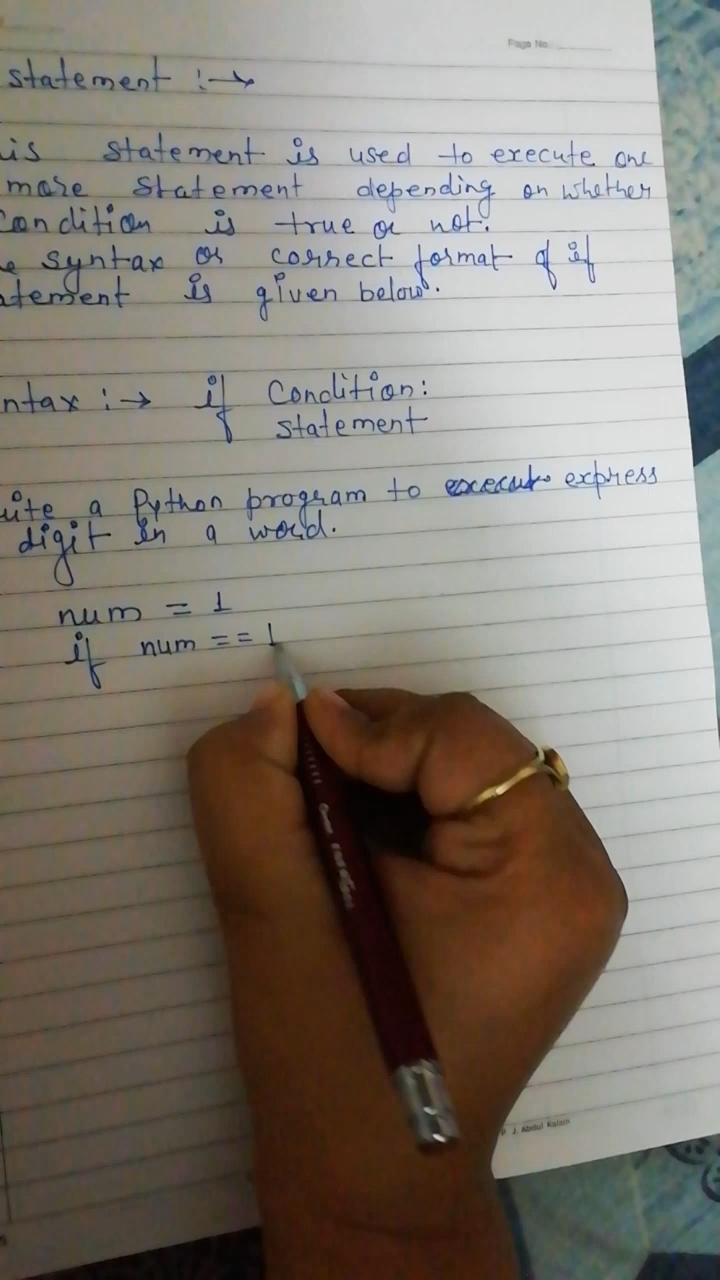 Page No.
statement :→
is statement is used to execute one
more statement depending on whether
condition is true or not.
e syntax or correct format of if
atement is given below.
ntax :→ if Condition:
statement
ite a Python program to express
digit in a word.
num = 1
if num == 1
P. J. Abdul Kalam